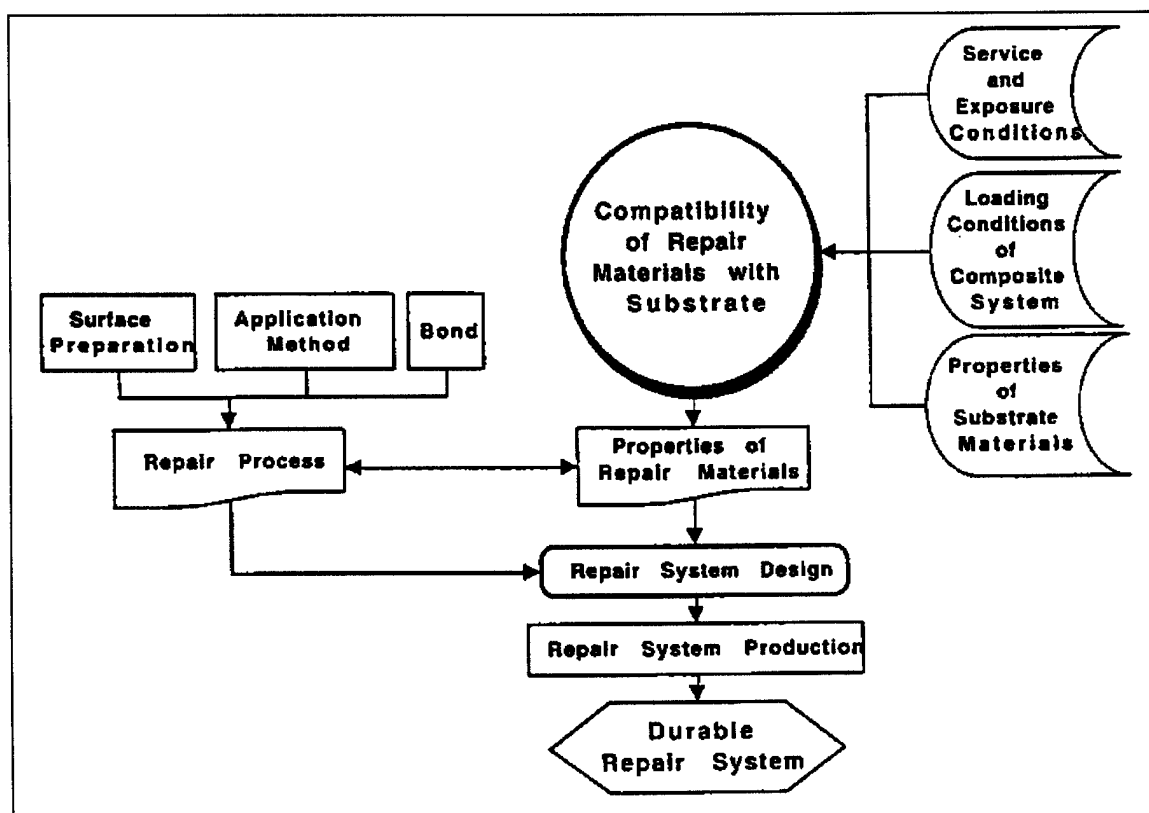 Service
and
Exposure
Conditions
Compatibility
of Repair
Materials with
Substrate
Loading
Conditions
of
Composite
System
Surface
Preparation
Application
Method
Bond
Properties
of
Substrate
Materials
Repair Process
Properties of
Repair Materials
Repair System Design
Repair System Production
Durable
Repair System